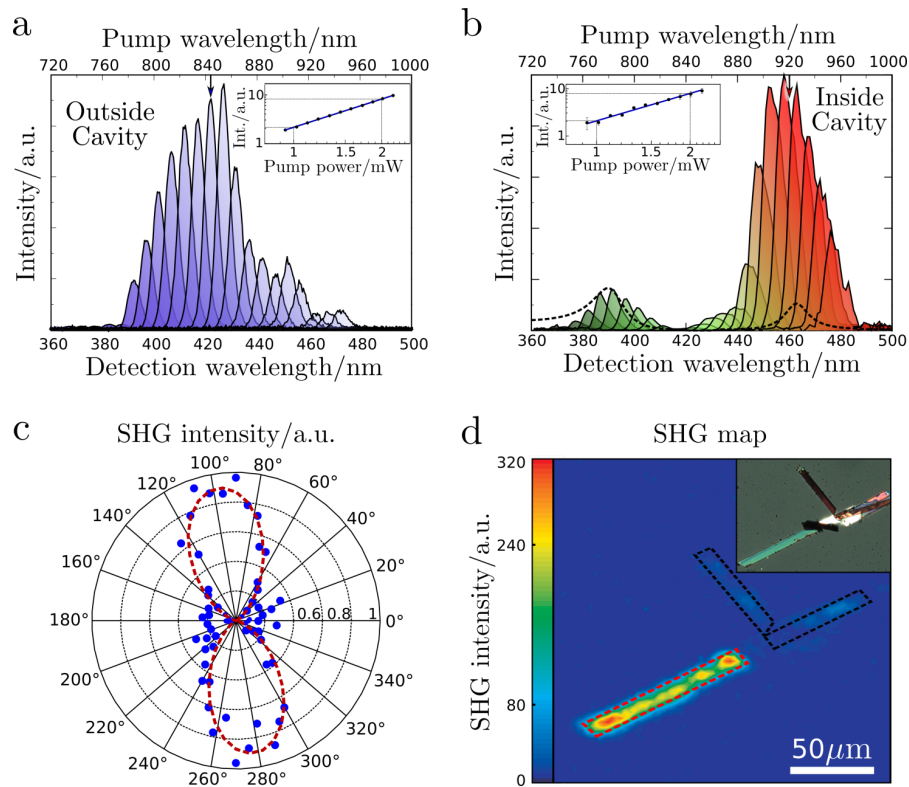 a
Pump wavelength/nm
720 760 800 840 880 920 960 1000
Outside
Cavity
Intensity/a.u.
Int./a.u.
10
1
1 1.5 2
Pump power/mW
360 380 400 420 440 460 480 500
Detection wavelength/nm
b
Pump wavelength/nm
720 760 800 840 880 920 960 1000
Inside
Cavity
Intensity/a.u.
Int./a.u.
10
1
1 1.5 2
Pump power/mW
360 380 400 420 440 460 480 500
Detection wavelength/nm
c
SHG intensity/a.u.
100° 80°
120° 60°
140° 40°
160° 20°
180° 0.6 0.8 1 0°
200° 340°
220° 320°
240° 300°
260° 280°
d
SHG map
SHG intensity/a.u.
320
240
80
0
50μm